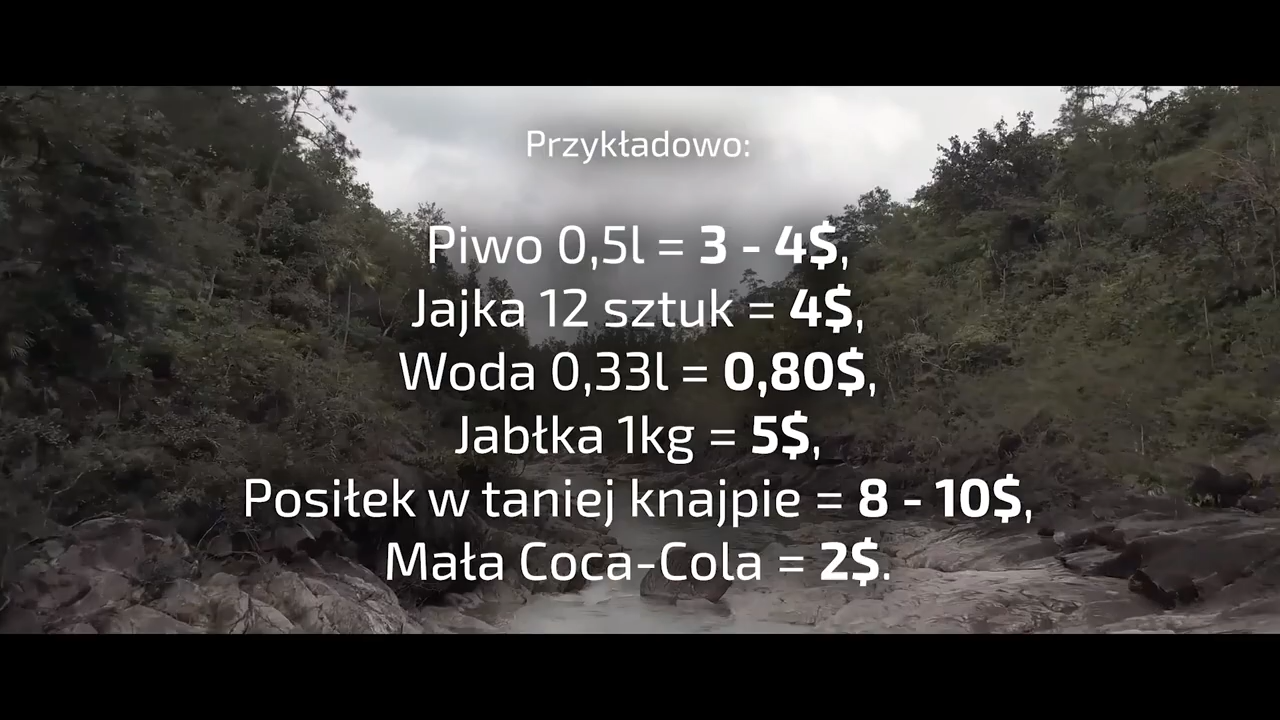 Przykładowo:
Piwo 0,5l = 3 - 4$,
Jajka 12 sztuk = 4$,
Woda 0,33l = 0,80$,
Jabłka 1kg = 5$,
Posiłek w taniej knajpie = 8 - 10$,
Mała Coca-Cola = 2$.